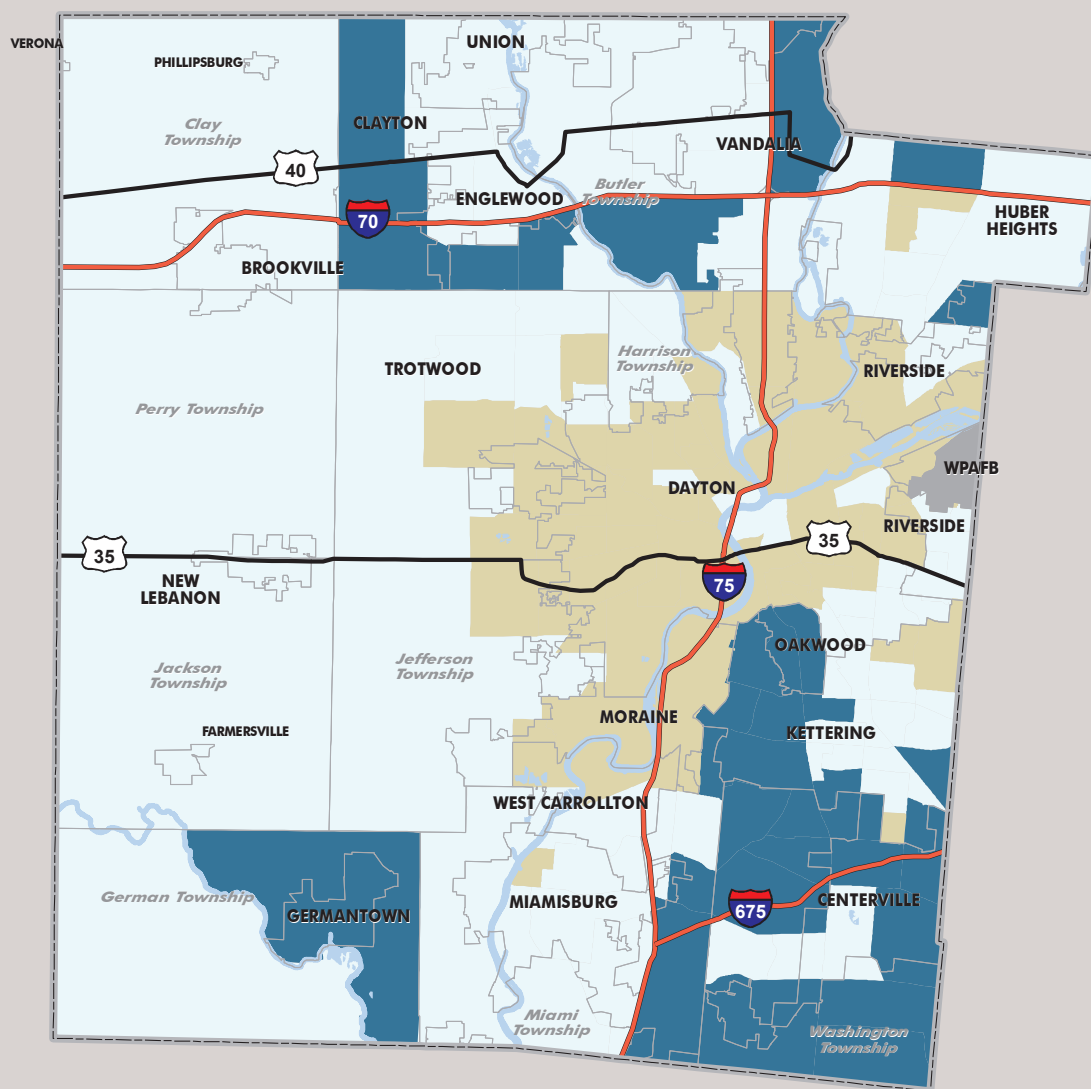 UNION
VERONA
PHILLIPSBURG
CLAYTON
Clay
Township
VANDALIA
40
Butler
Township
ENGLEWOOD
70
HUBER
HEIGHTS
BROOKVILLE
Harrison
Township
TROTWOOD
RIVERSIDE
Perry Township
WPAFB
DAYTON
RIVERSIDE
35
35
NEW
LEBANON
75
OAKWOOD
Jackson
Township
Jefferson
Township
MORAINE
FARMERSVILLE
KETTERING
WEST CARROLLTON
German Township
MIAMISBURG
CENTERVILLE
675
GERMANTOWN
Miami
Township
Washington
Township